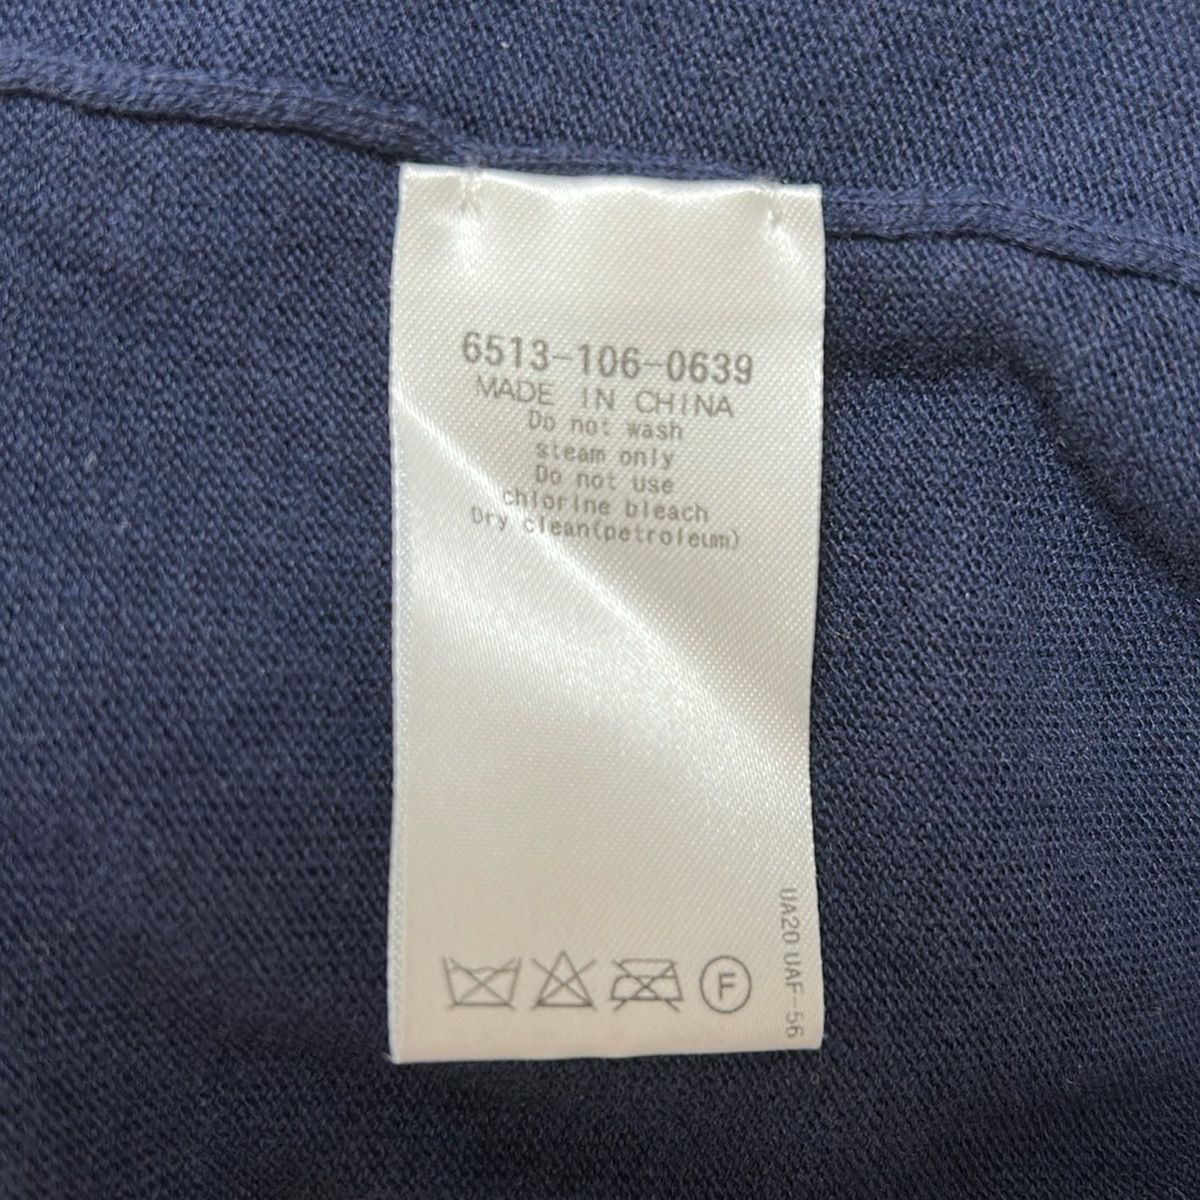 6513-106-0639
MADE IN CHINA
Do not wash
steam only
Do not use
chlorine bleach
Dry clean(petroleum)
UA20 UAF-56
F